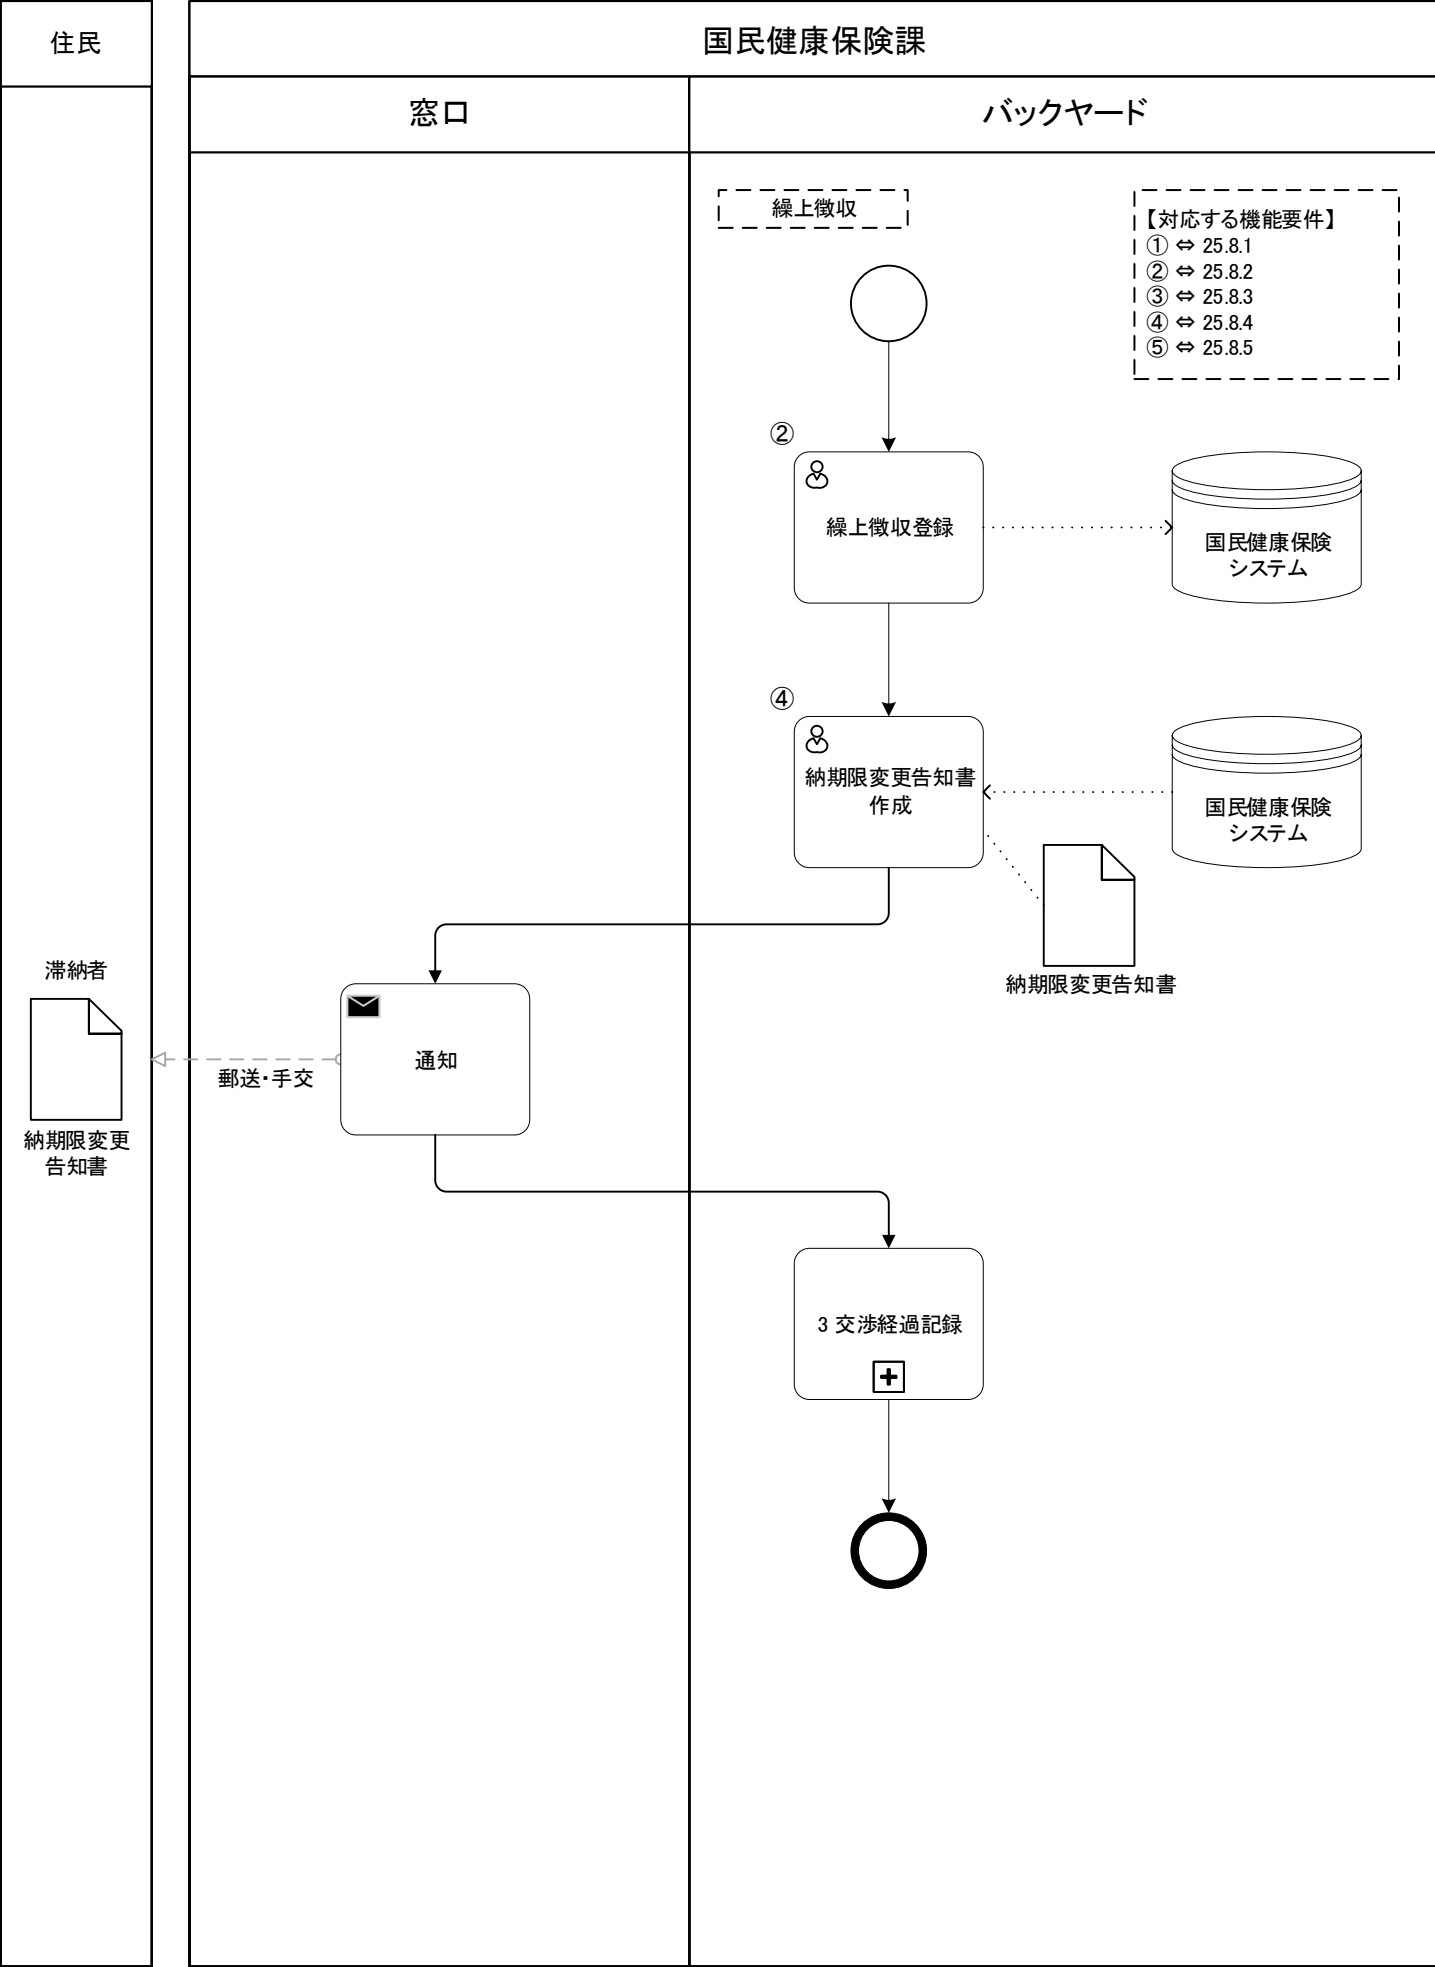 住民
国民健康保険課
窓口
バックヤード
繰上徴収
【対応する機能要件】
① ⇔ 25.8.1
② ⇔ 25.8.2
③ ⇔ 25.8.3
④ ⇔ 25.8.4
⑤ ⇔ 25.8.5
②
繰上徴収登録
国民健康保険
システム
④
納期限変更告知書
作成
国民健康保険
システム
納期限変更告知書
滞納者
納期限変更
告知書
郵送・手交
通知
3 交渉経過記録